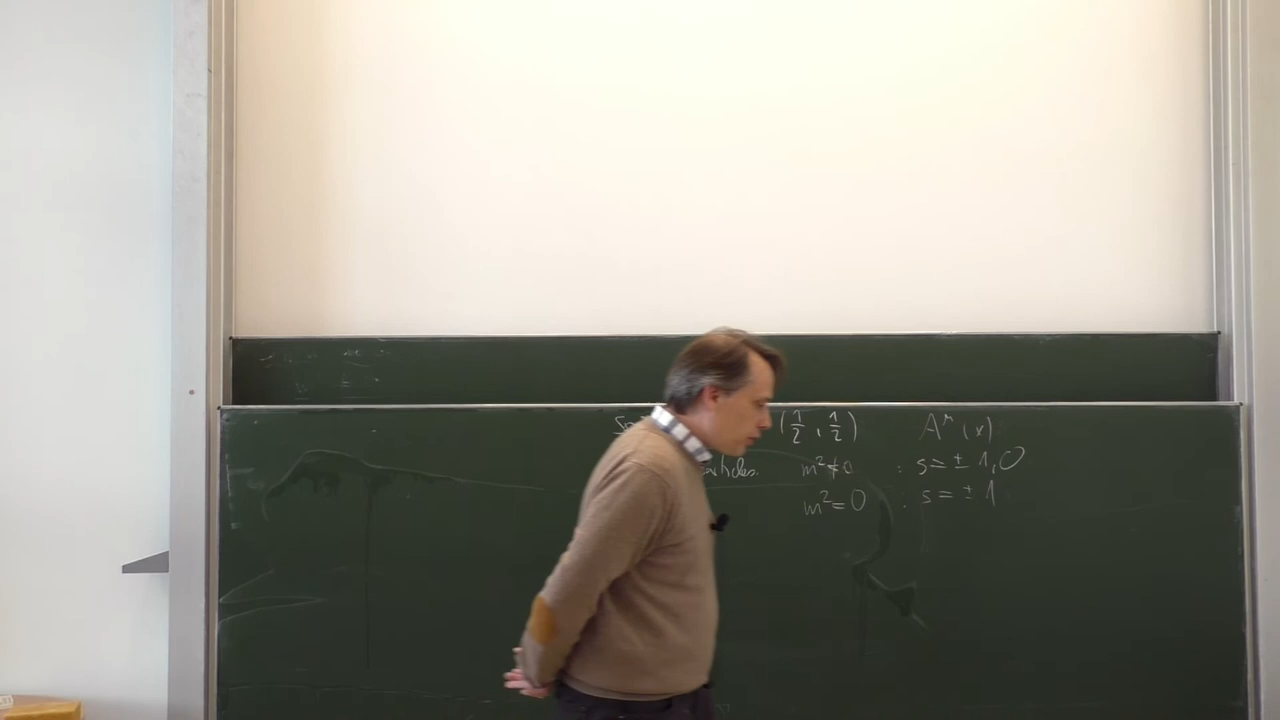 (1/2, 1/2) A^μ(x)
m²≠0 : s=±1,0
m²=0 : s=±1